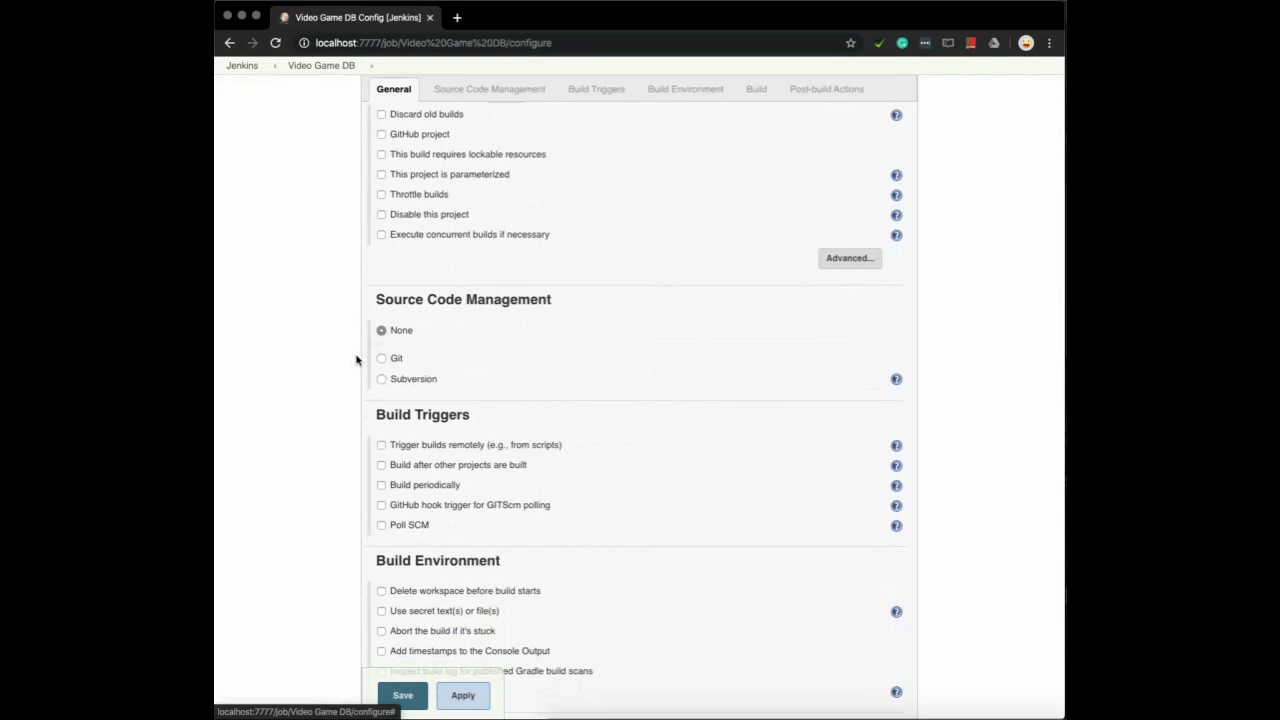 Video Game DB Config [Jenkins]
localhost:7777/job/Video%20Game%20DB/configure
Jenkins › Video Game DB ›
General Source Code Management Build Triggers Build Environment Build Post-build Actions
Discard old builds
GitHub project
This build requires lockable resources
This project is parameterized
Throttle builds
Disable this project
Execute concurrent builds if necessary
Advanced...
Source Code Management
None
Git
Subversion
Build Triggers
Trigger builds remotely (e.g., from scripts)
Build after other projects are built
Build periodically
GitHub hook trigger for GITScm polling
Poll SCM
Build Environment
Delete workspace before build starts
Use secret text(s) or file(s)
Abort the build if it's stuck
Add timestamps to the Console Output
Inspect build log for published Gradle build scans
Save Apply
localhost:7777/job/Video Game DB/configure#